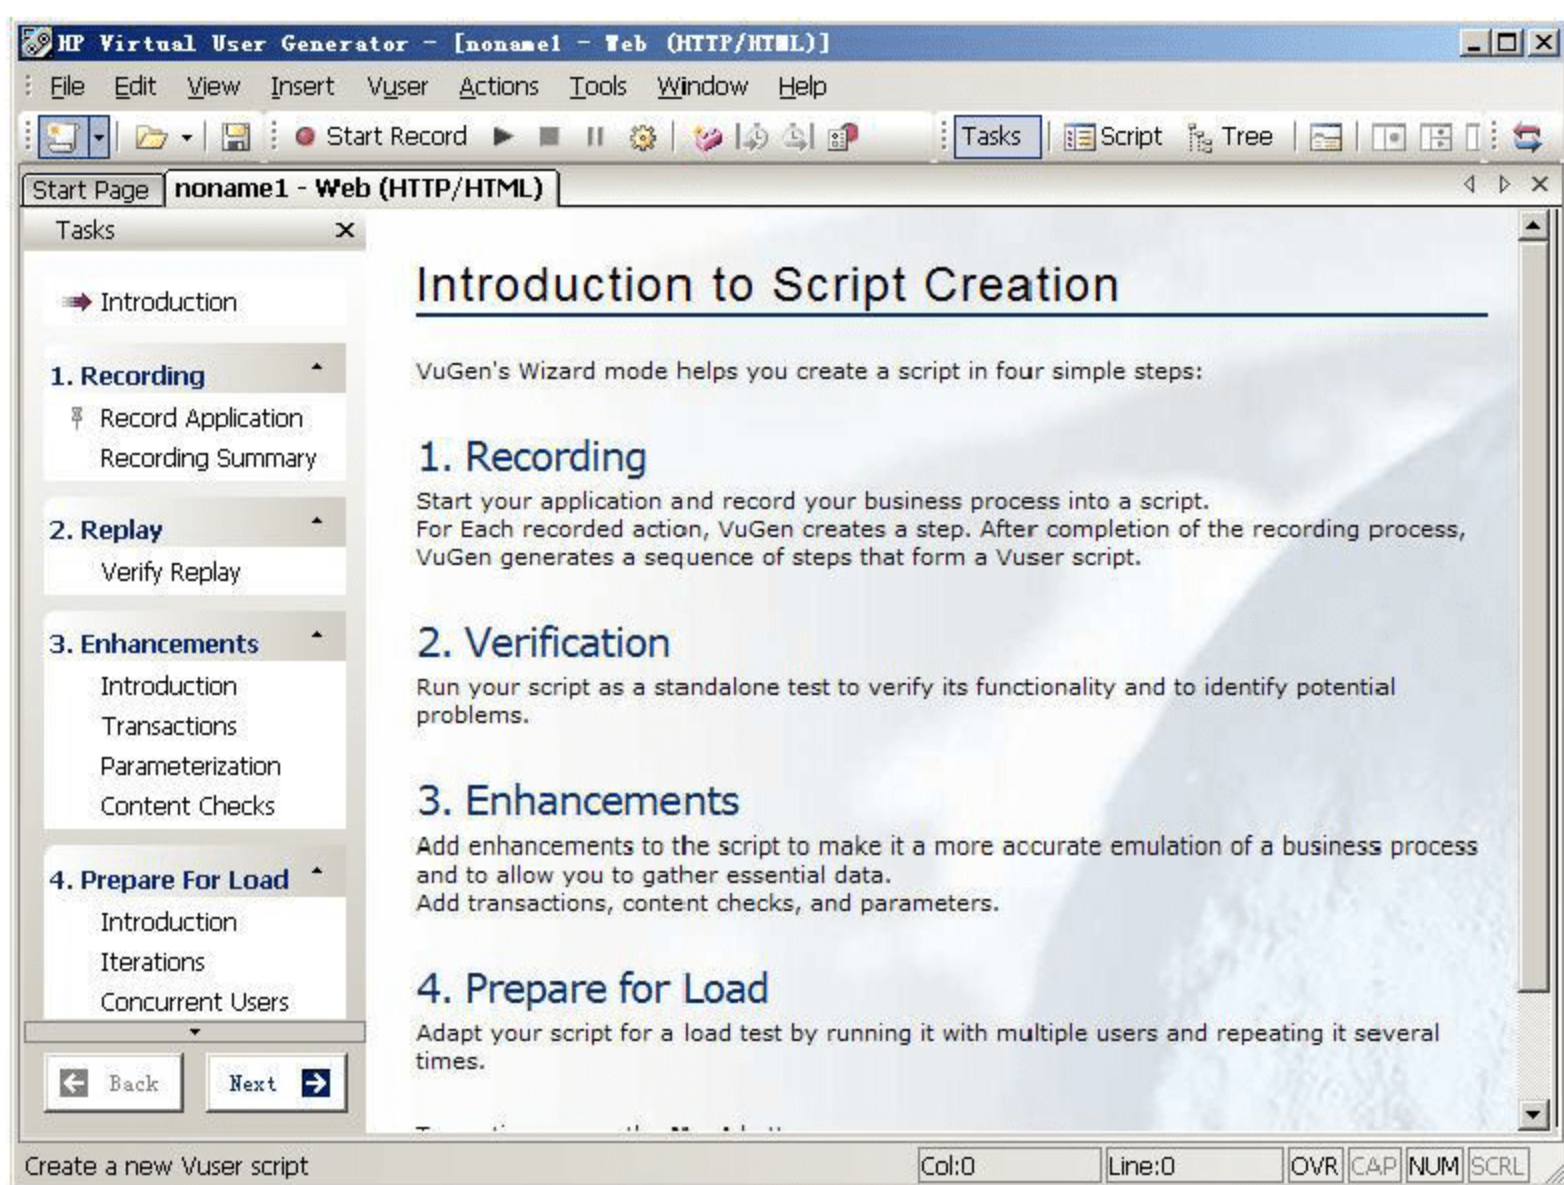 HP Virtual User Generator - [noname1 - Web (HTTP/HTML)]
File Edit View Insert Vuser Actions Tools Window Help
Start Record Tasks Script Tree
Start Page noname1 - Web (HTTP/HTML)
Tasks
Introduction
1. Recording
Record Application
Recording Summary
2. Replay
Verify Replay
3. Enhancements
Introduction
Transactions
Parameterization
Content Checks
4. Prepare For Load
Introduction
Iterations
Concurrent Users
Back Next
Introduction to Script Creation
VuGen's Wizard mode helps you create a script in four simple steps:
1. Recording
Start your application and record your business process into a script.
For Each recorded action, VuGen creates a step. After completion of the recording process,
VuGen generates a sequence of steps that form a Vuser script.
2. Verification
Run your script as a standalone test to verify its functionality and to identify potential
problems.
3. Enhancements
Add enhancements to the script to make it a more accurate emulation of a business process
and to allow you to gather essential data.
Add transactions, content checks, and parameters.
4. Prepare for Load
Adapt your script for a load test by running it with multiple users and repeating it several
times.
Create a new Vuser script Col:0 Line:0 OVR CAP NUM SCRL